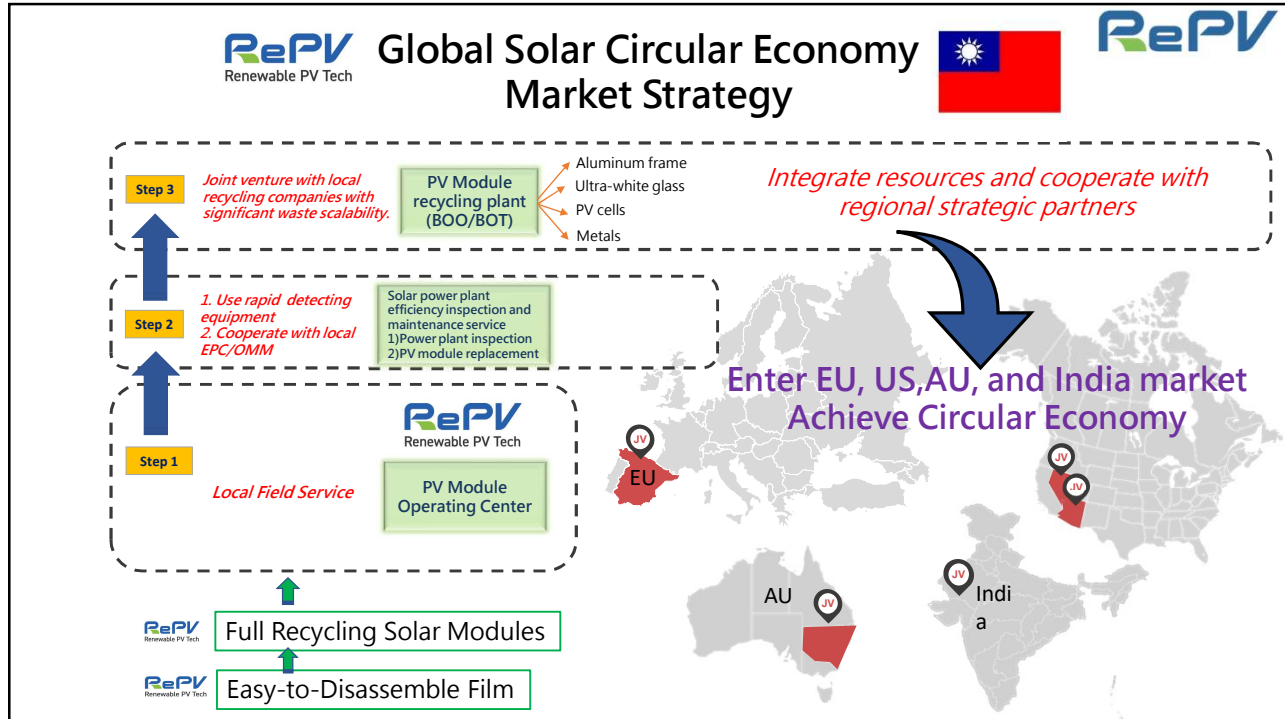 RePV
Renewable PV Tech
Global Solar Circular Economy
Market Strategy
RePV
Step 3
Joint venture with local
recycling companies with
significant waste scalability.
PV Module
recycling plant
(BOO/BOT)
Aluminum frame
Ultra-white glass
PV cells
Metals
Integrate resources and cooperate with
regional strategic partners
Step 2
1. Use rapid detecting
equipment
2. Cooperate with local
EPC/OMM
Solar power plant
efficiency inspection and
maintenance service
1)Power plant inspection
2)PV module replacement
Enter EU, US,AU, and India market
Achieve Circular Economy
Step 1
Local Field Service
RePV
Renewable PV Tech
PV Module
Operating Center
JV
EU
JV
JV
AU
JV
JV
Indi
a
RePV
Renewable PV Tech
Full Recycling Solar Modules
RePV
Renewable PV Tech
Easy-to-Disassemble Film